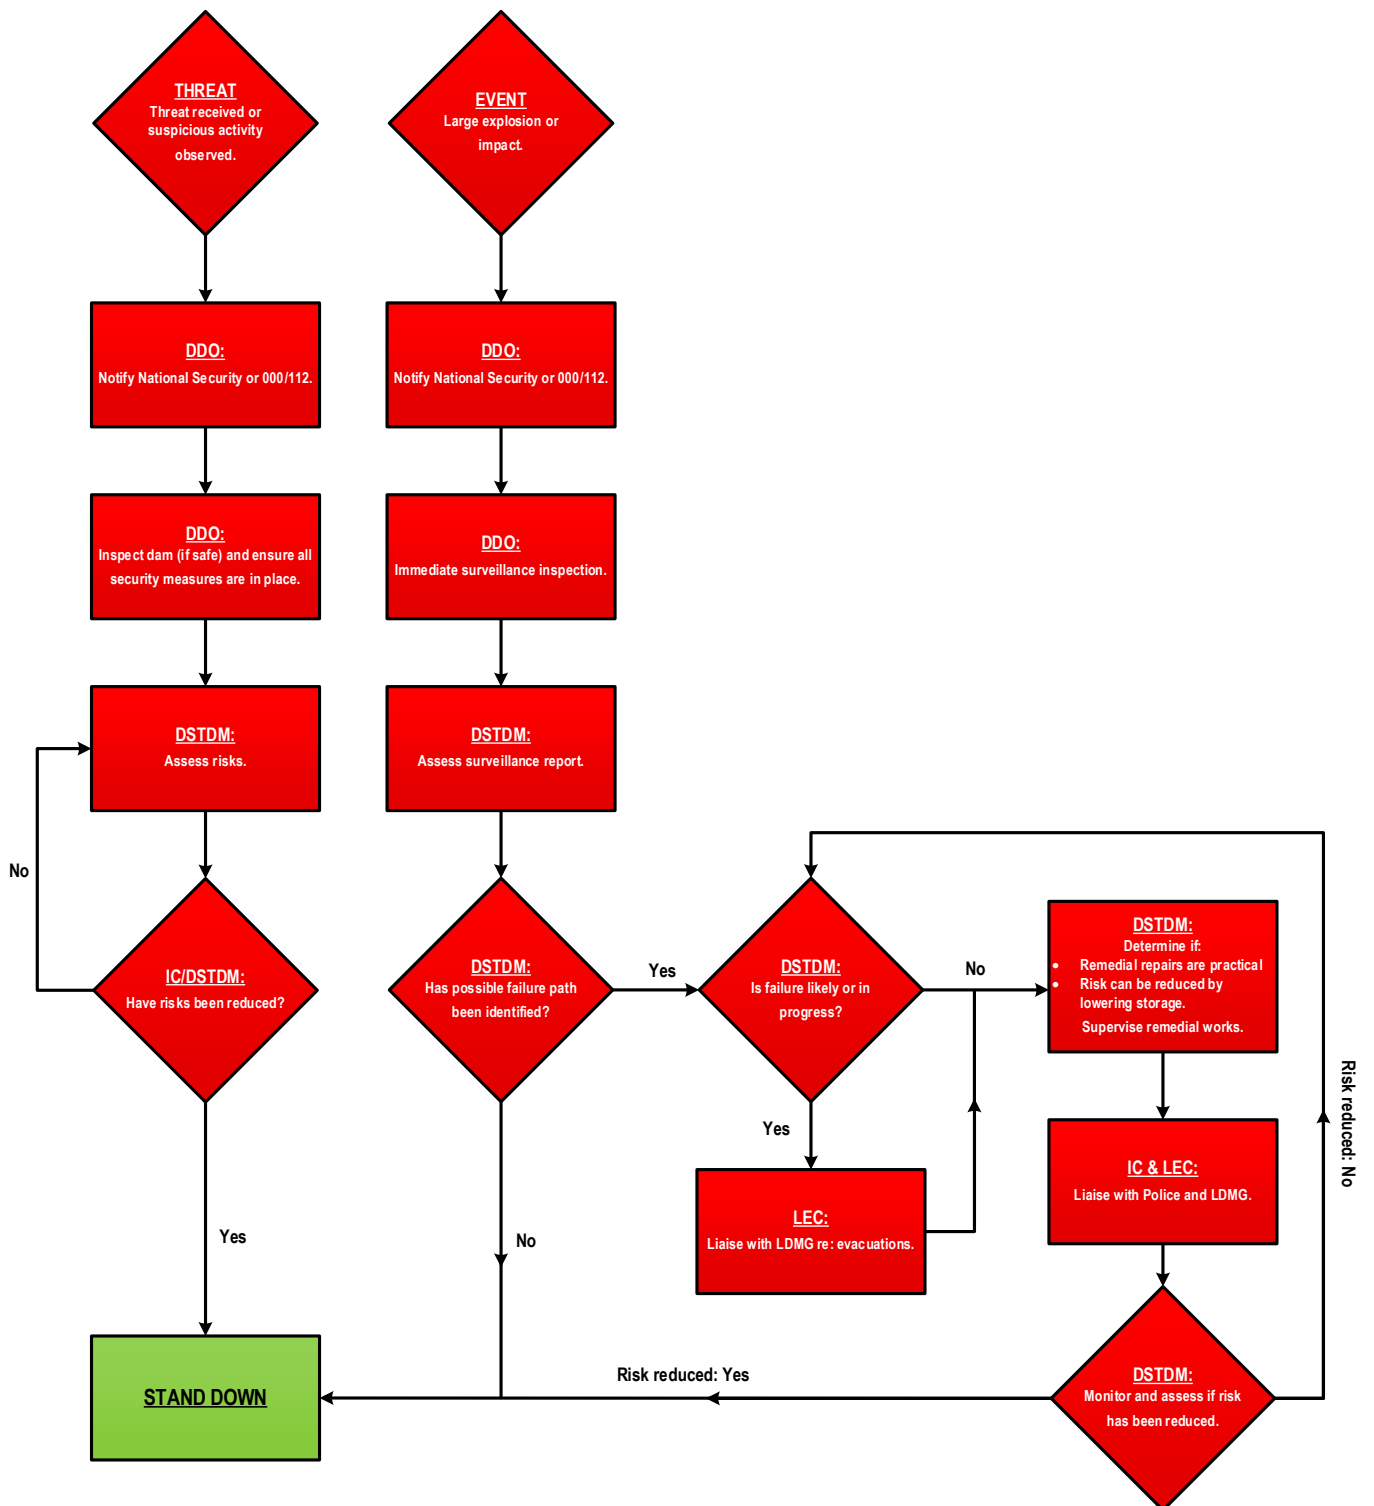 THREAT
Threat received or
suspicious activity
observed.
EVENT
Large explosion or
impact.
DDO:
Notify National Security or 000/112.
DDO:
Notify National Security or 000/112.
DDO:
Inspect dam (if safe) and ensure all
security measures are in place.
DDO:
Immediate surveillance inspection.
DSTDM:
Assess risks.
DSTDM:
Assess surveillance report.
No
IC/DSTDM:
Have risks been reduced?
DSTDM:
Has possible failure path
been identified?
Yes
DSTDM:
Is failure likely or in
progress?
No
DSTDM:
Determine if:
• Remedial repairs are practical
• Risk can be reduced by
lowering storage.
Supervise remedial works.
Risk reduced: No
Yes
IC & LEC:
Liaise with Police and LDMG.
LEC:
Liaise with LDMG re: evacuations.
Yes
No
Risk reduced: Yes
STAND DOWN
DSTDM:
Monitor and assess if risk
has been reduced.